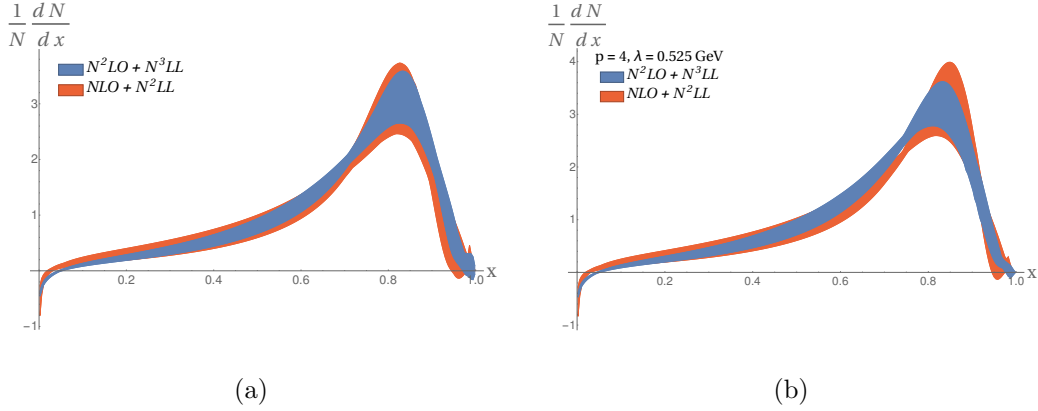 1/N dN/dx
N²LO + N³LL
NLO + N²LL
3
2
1
-1
0.2 0.4 0.6 0.8 1.0 x
(a)
1/N dN/dx
p = 4, λ = 0.525 GeV
N²LO + N³LL
NLO + N²LL
4
3
2
1
-1
0.2 0.4 0.6 0.8 1.0 x
(b)